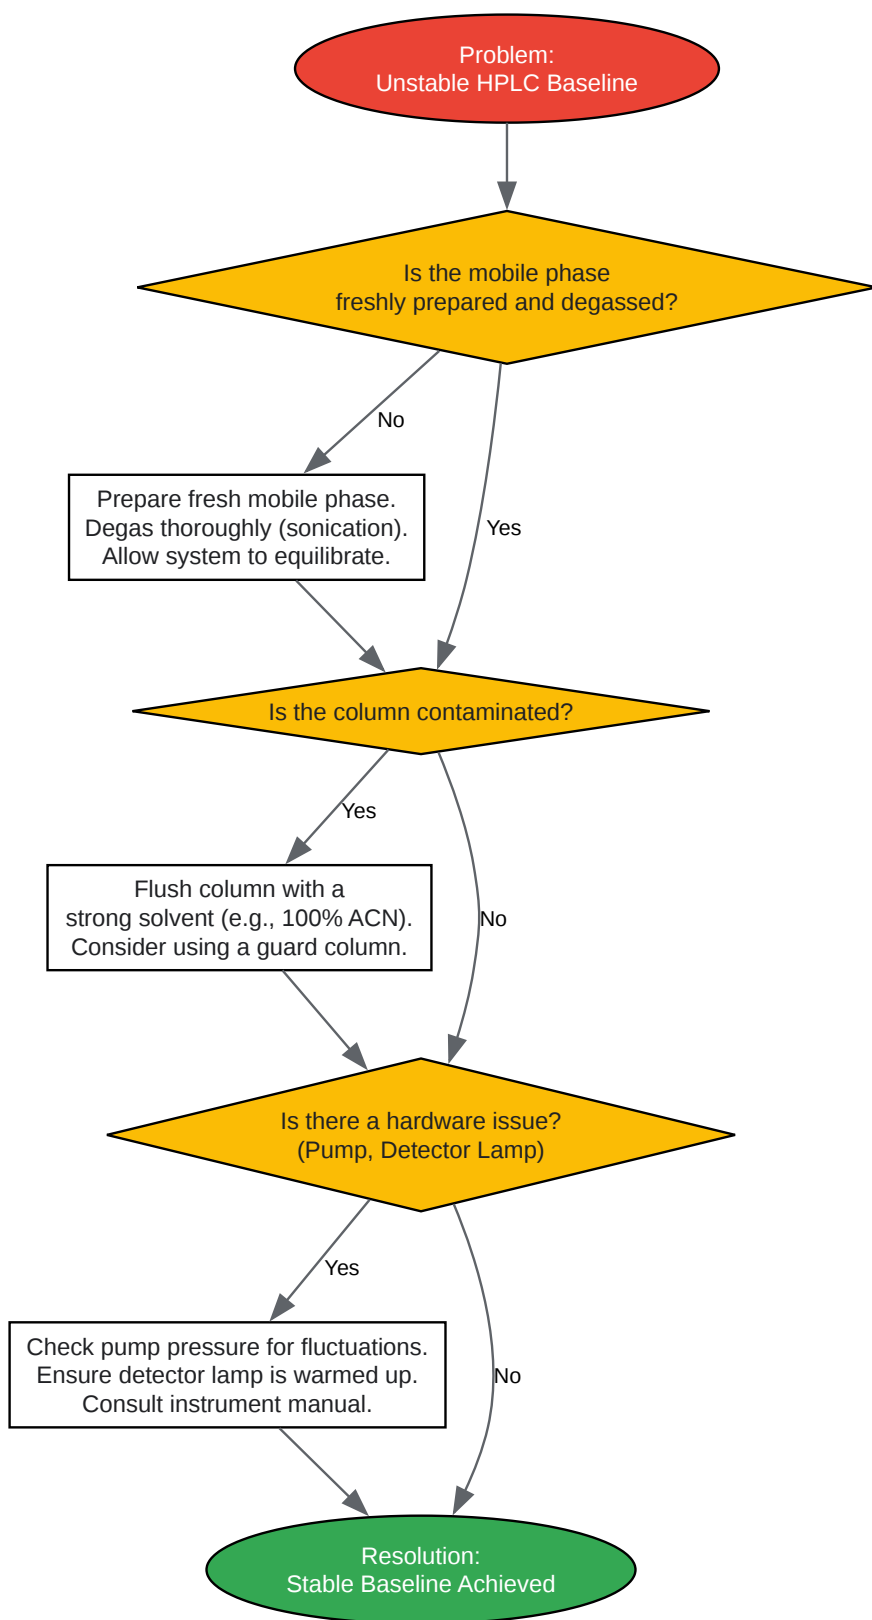 Problem:
Unstable HPLC Baseline
Is the mobile phase
freshly prepared and degassed?
No
Yes
Prepare fresh mobile phase.
Degas thoroughly (sonication).
Allow system to equilibrate.
Is the column contaminated?
Yes
No
Flush column with a
strong solvent (e.g., 100% ACN).
Consider using a guard column.
Is there a hardware issue?
(Pump, Detector Lamp)
Yes
No
Check pump pressure for fluctuations.
Ensure detector lamp is warmed up.
Consult instrument manual.
Resolution:
Stable Baseline Achieved